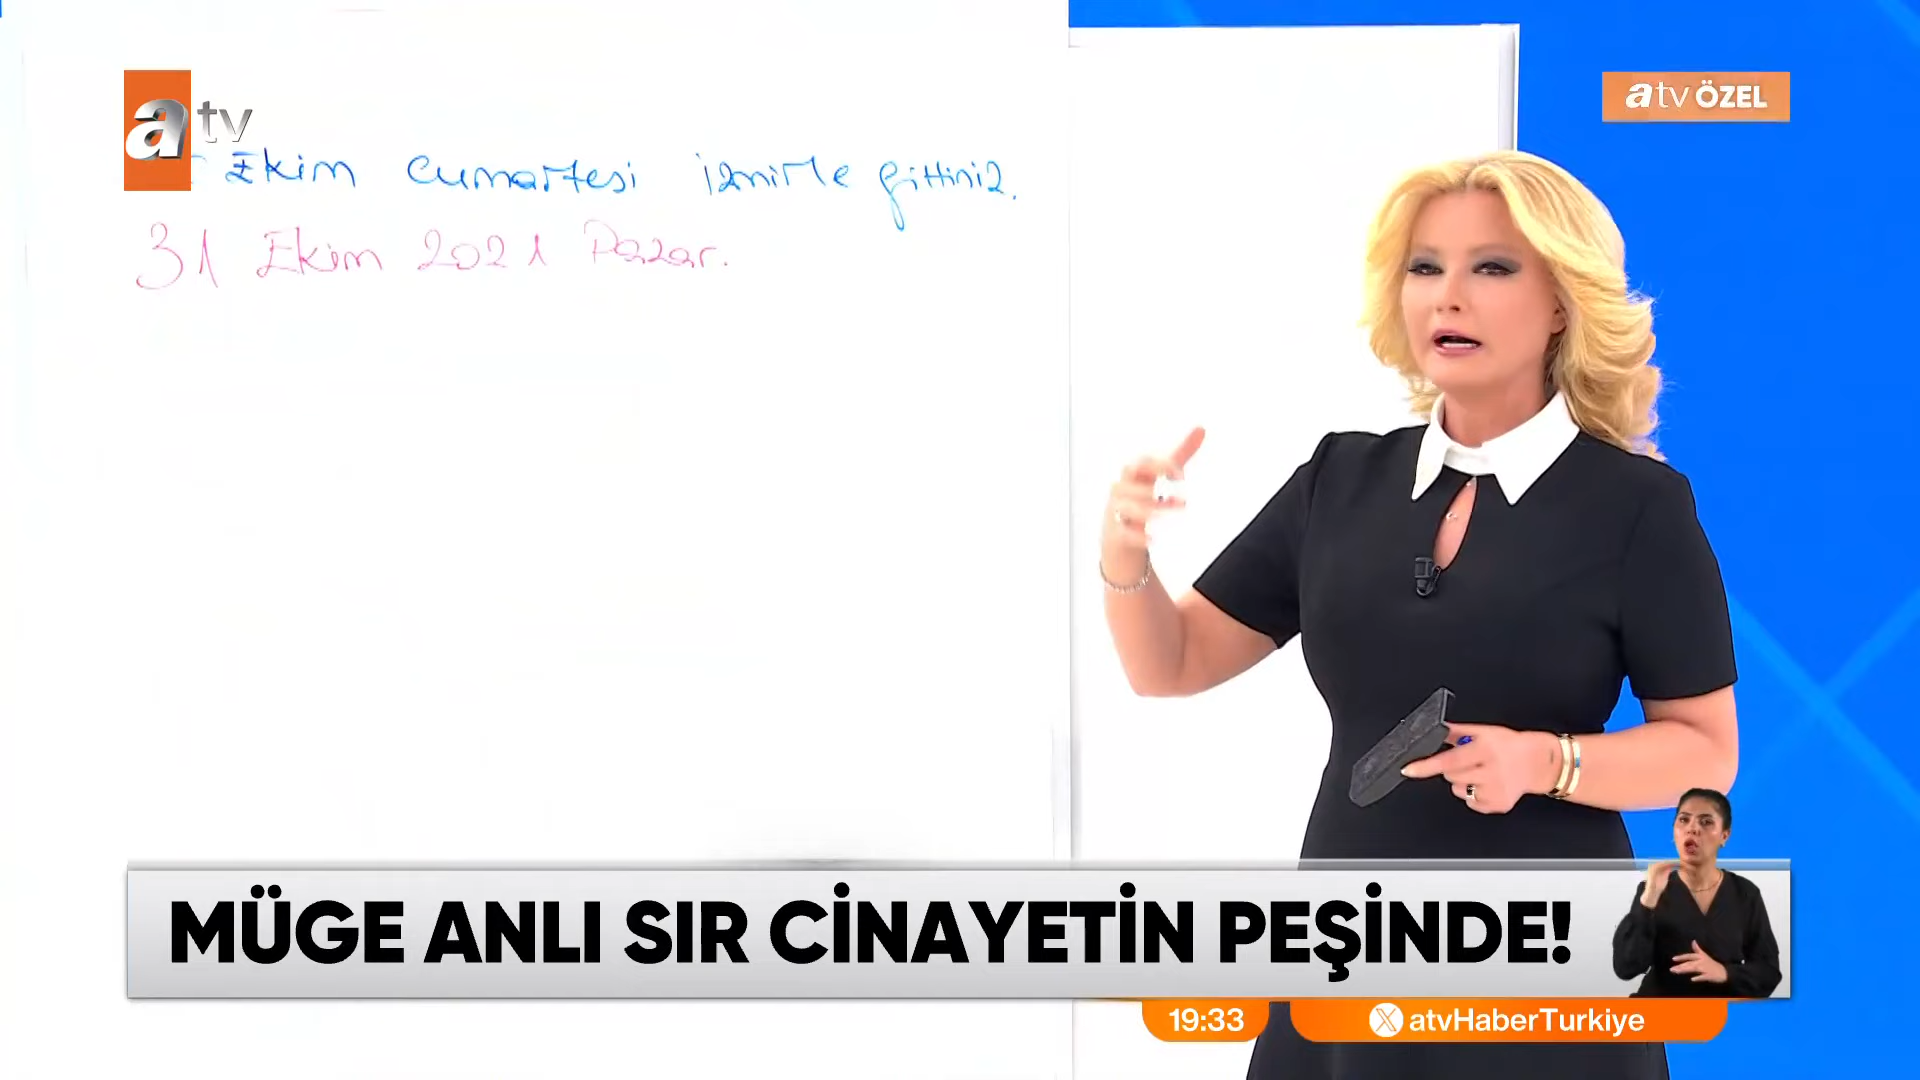 atv
atv ÖZEL
Ekim Cumartesi İzmir'e gittiniz.
31 Ekim 2021 Pazar.
MÜGE ANLI SIR CİNAYETİN PEŞİNDE!
19:33
X atvHaberTurkiye